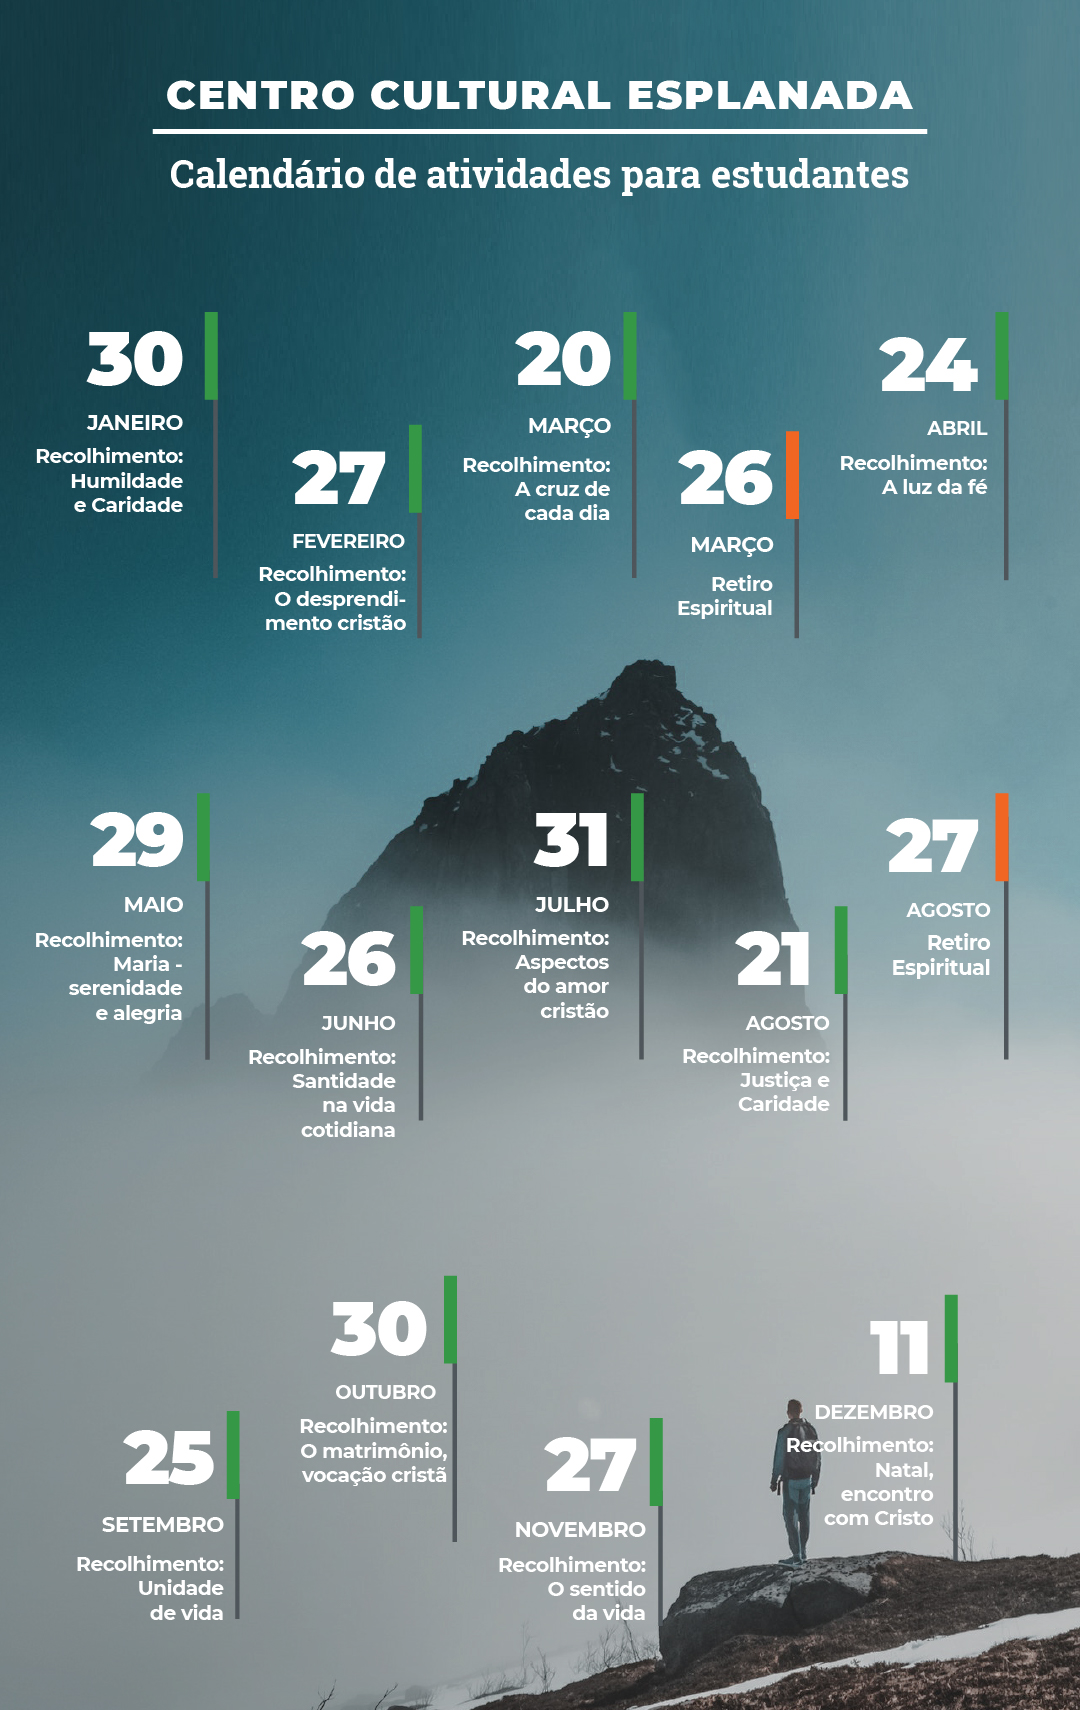 CENTRO CULTURAL ESPLANADA
Calendário de atividades para estudantes
30
JANEIRO
Recolhimento:
Humildade
e Caridade
27
FEVEREIRO
Recolhimento:
O desprendi-
mento cristão
20
MARÇO
Recolhimento:
A cruz de
cada dia
26
MARÇO
Retiro
Espiritual
24
ABRIL
Recolhimento:
A luz da fé
29
MAIO
Recolhimento:
Maria -
serenidade
e alegria
26
JUNHO
Recolhimento:
Santidade
na vida
cotidiana
31
JULHO
Recolhimento:
Aspectos
do amor
cristão
21
AGOSTO
Recolhimento:
Justiça e
Caridade
27
AGOSTO
Retiro
Espiritual
25
SETEMBRO
Recolhimento:
Unidade
de vida
30
OUTUBRO
Recolhimento:
O matrimônio,
vocação cristã
27
NOVEMBRO
Recolhimento:
O sentido
da vida
11
DEZEMBRO
Recolhimento:
Natal,
encontro
com Cristo